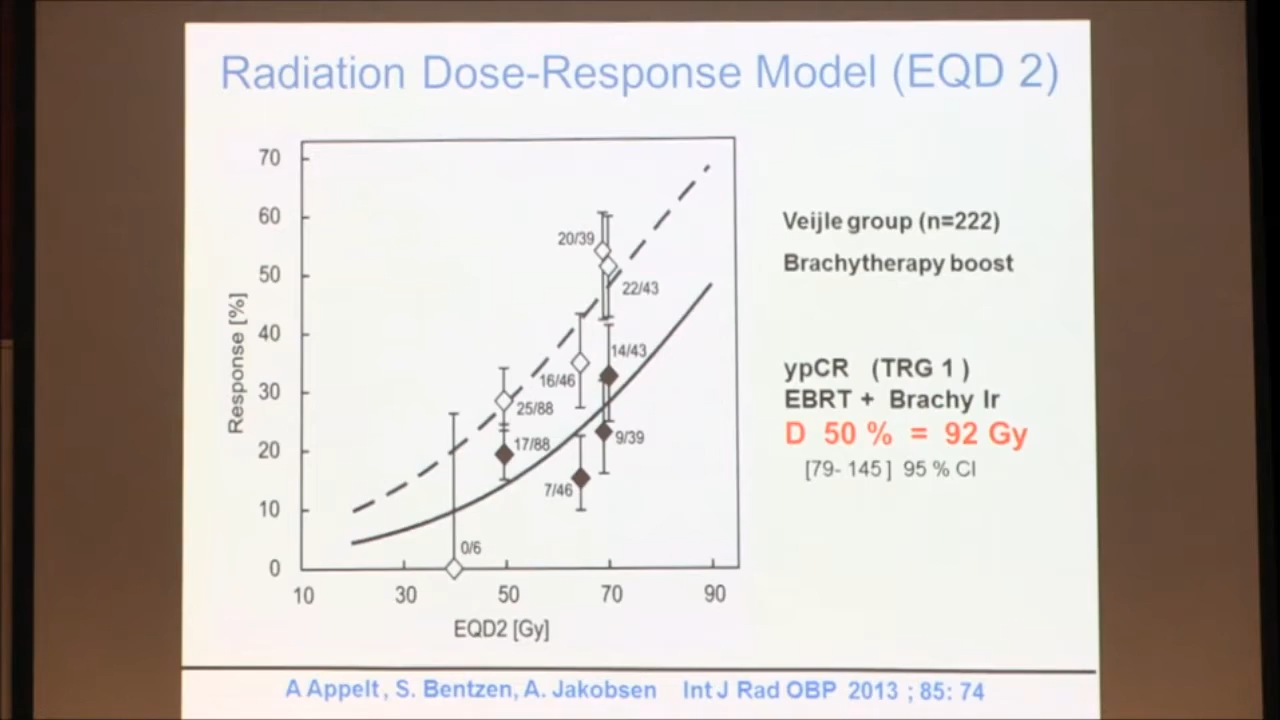 Radiation Dose-Response Model (EQD 2)
70
60
50
40
30
20
10
0
Response [%]
20/39
22/43
14/43
16/46
25/88
17/88
9/39
7/46
0/6
10 30 50 70 90
EQD2 [Gy]
Veijle group (n=222)
Brachytherapy boost
ypCR (TRG 1 )
EBRT + Brachy Ir
D 50 % = 92 Gy
[79- 145 ] 95 % CI
A Appelt , S. Bentzen, A. Jakobsen Int J Rad OBP 2013 ; 85: 74